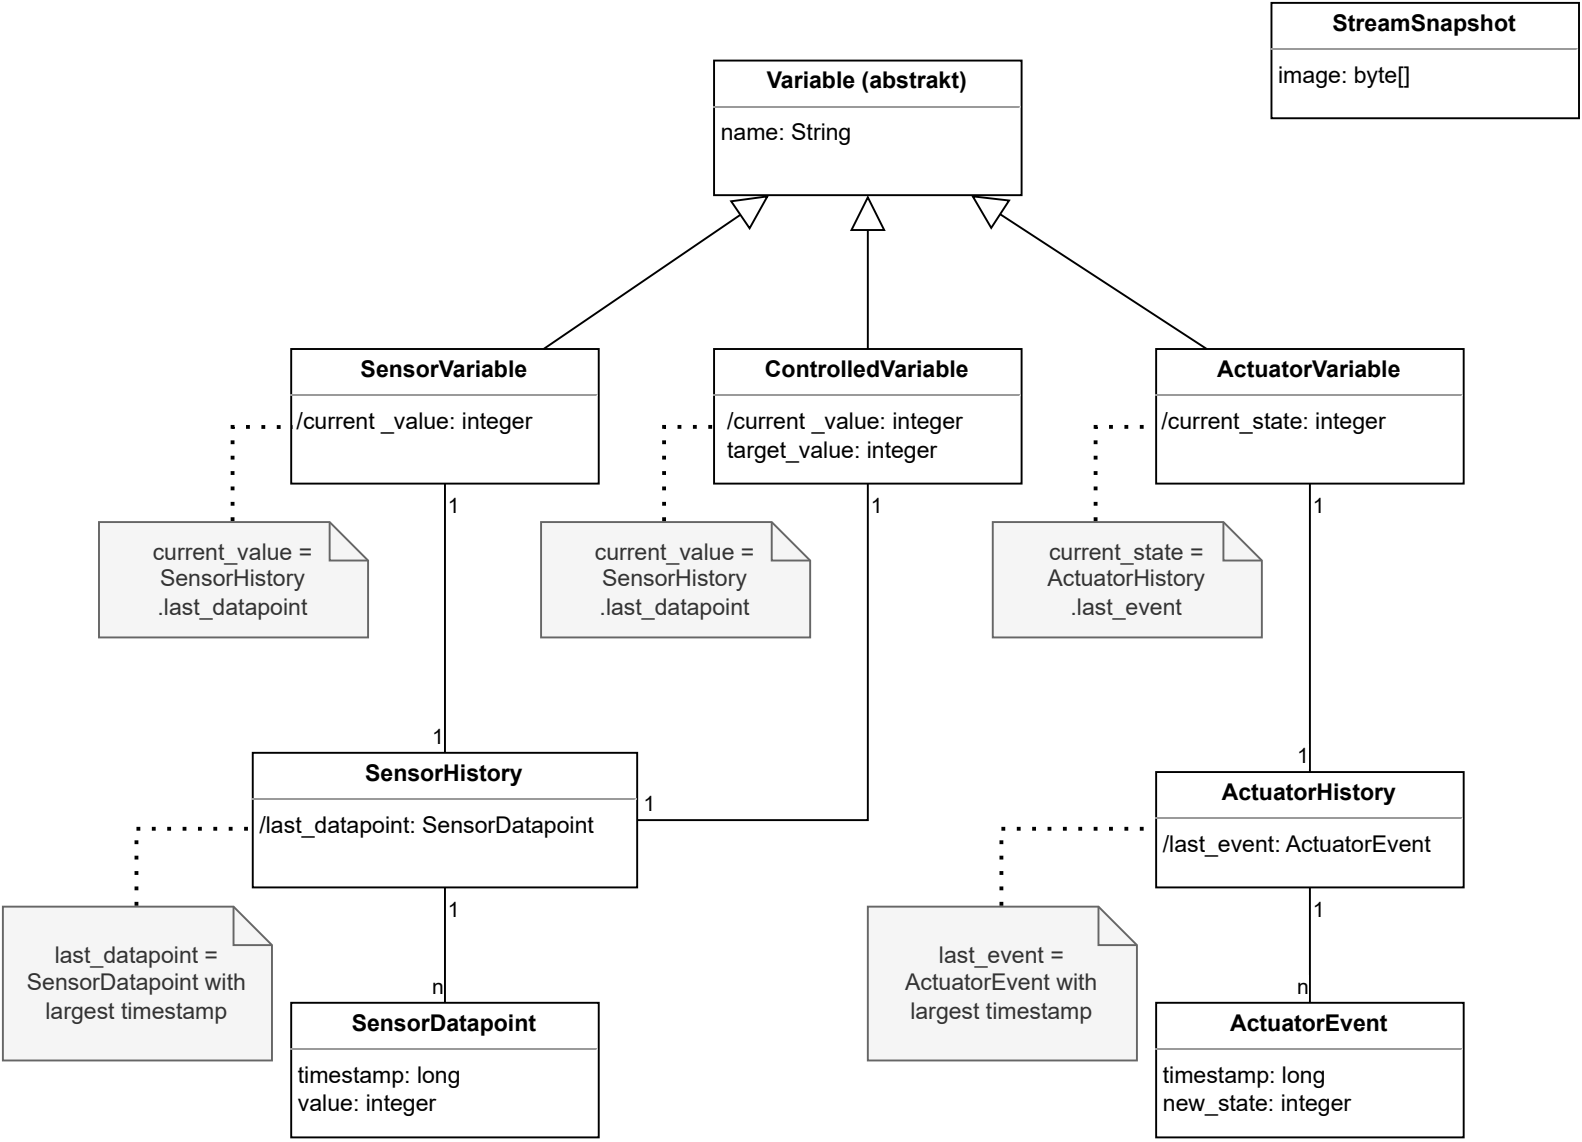 StreamSnapshot
image: byte[]
Variable (abstrakt)
name: String
SensorVariable
/current _value: integer
ControlledVariable
/current _value: integer
target_value: integer
ActuatorVariable
/current_state: integer
1
1
1
current_value =
SensorHistory
.last_datapoint
current_value =
SensorHistory
.last_datapoint
current_state =
ActuatorHistory
.last_event
1
1
1
SensorHistory
/last_datapoint: SensorDatapoint
ActuatorHistory
/last_event: ActuatorEvent
1
1
last_datapoint =
SensorDatapoint with
largest timestamp
last_event =
ActuatorEvent with
largest timestamp
n
n
SensorDatapoint
timestamp: long
value: integer
ActuatorEvent
timestamp: long
new_state: integer